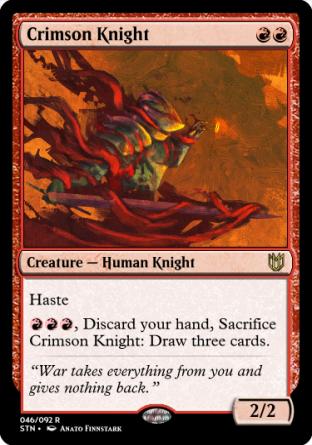 Crimson Knight
Creature — Human Knight
Haste
, Discard your hand, Sacrifice
Crimson Knight: Draw three cards.
“War takes everything from you and
gives nothing back.”
2/2
046/092 R
STN • Anato Finnstark